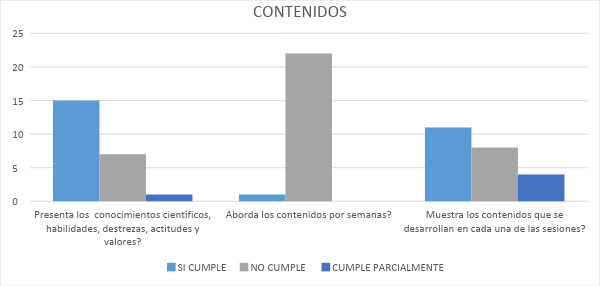 CONTENIDOS
25
20
15
10
5
0
Presenta los conocimientos científicos,
habilidades, destrezas, actitudes y
valores?
Aborda los contenidos por semanas?
Muestra los contenidos que se
desarrollan en cada una de las sesiones?
SI CUMPLE
NO CUMPLE
CUMPLE PARCIALMENTE